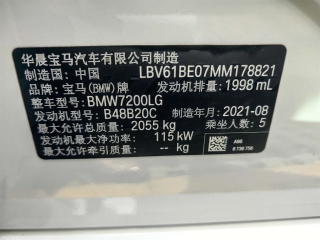 华晨宝马汽车有限公司制造
制造国：中国 LBV61BE07MM178821
品牌：宝马(BMW)牌 发动机排量：1998 mL
整车型号：BMW7200LG
发动机型号：B48B20C 制造年月：2021-08
最大允许总质量：2055 kg 乘坐人数：5
发动机最大净功率：115 kW
最大允许牵引质量：-- kg